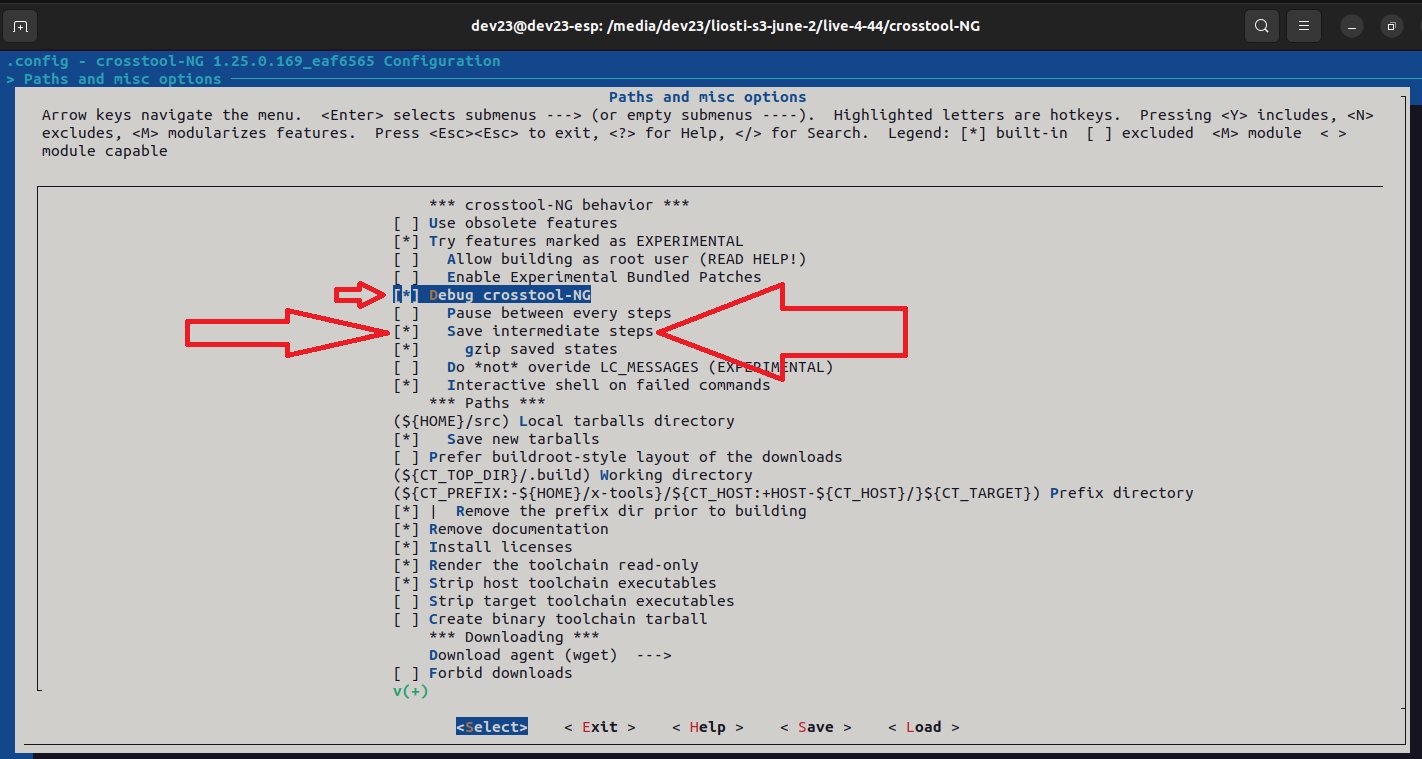 dev23@dev23-esp: /media/dev23/liosti-s3-june-2/live-4-44/crosstool-NG
.config - crosstool-NG 1.25.0.169_eaf6565 Configuration
> Paths and misc options
Paths and misc options
Arrow keys navigate the menu.  <Enter> selects submenus ---> (or empty submenus ----).  Highlighted letters are hotkeys.  Pressing <Y> includes, <N>
excludes, <M> modularizes features.  Press <Esc><Esc> to exit, <?> for Help, </> for Search.  Legend: [*] built-in  [ ] excluded  <M> module  < >
module capable
*** crosstool-NG behavior ***
[ ] Use obsolete features
[*] Try features marked as EXPERIMENTAL
[ ]   Allow building as root user (READ HELP!)
[ ]   Enable Experimental Bundled Patches
[*] Debug crosstool-NG
[ ]   Pause between every steps
[*]   Save intermediate steps
[*]     gzip saved states
[ ]   Do *not* overide LC_MESSAGES (EXPERIMENTAL)
[*]   Interactive shell on failed commands
*** Paths ***
(${HOME}/src) Local tarballs directory
[*]   Save new tarballs
[ ] Prefer buildroot-style layout of the downloads
(${CT_TOP_DIR}/.build) Working directory
(${CT_PREFIX:-${HOME}/x-tools}/${CT_HOST:+HOST-${CT_HOST}/}${CT_TARGET}) Prefix directory
[*] |  Remove the prefix dir prior to building
[*] Remove documentation
[*] Install licenses
[*] Render the toolchain read-only
[*] Strip host toolchain executables
[ ] Strip target toolchain executables
[ ] Create binary toolchain tarball
*** Downloading ***
Download agent (wget)  --->
[ ] Forbid downloads
v(+)
<Select>    < Exit >    < Help >    < Save >    < Load >